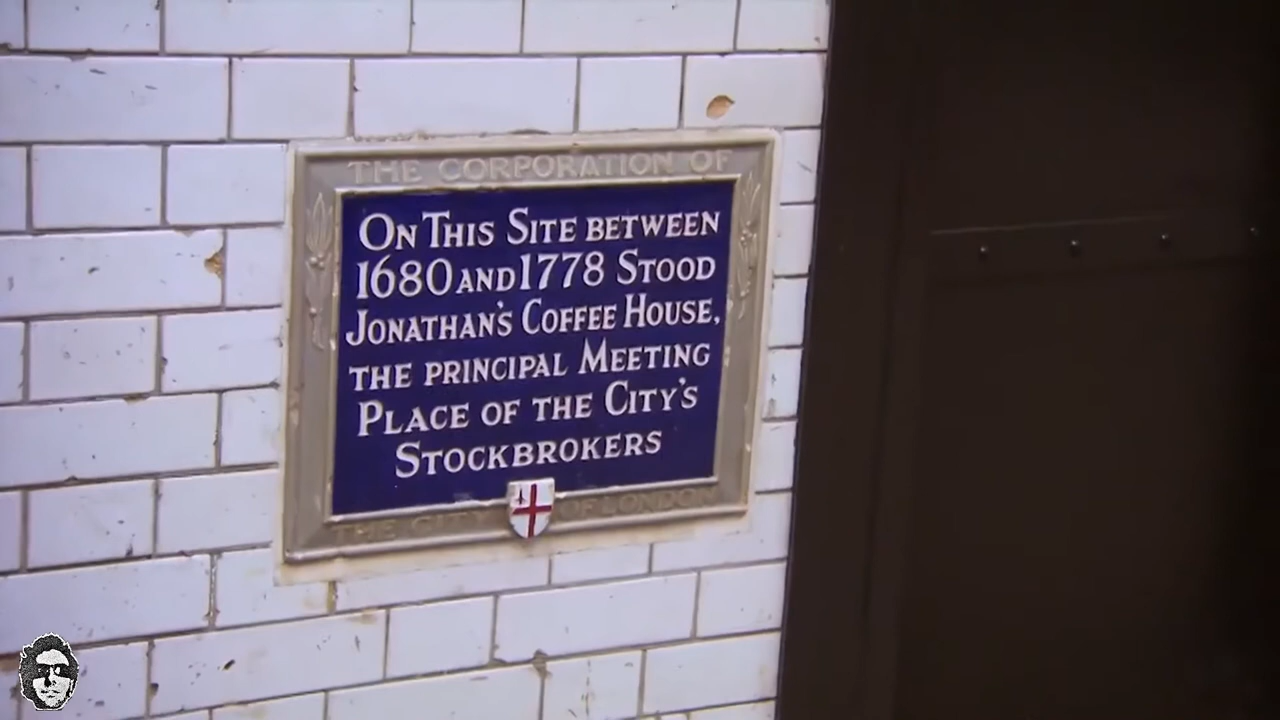 THE CORPORATION OF
ON THIS SITE BETWEEN
1680 AND 1778 STOOD
JONATHAN'S COFFEE HOUSE,
THE PRINCIPAL MEETING
PLACE OF THE CITY'S
STOCKBROKERS
THE CITY OF LONDON